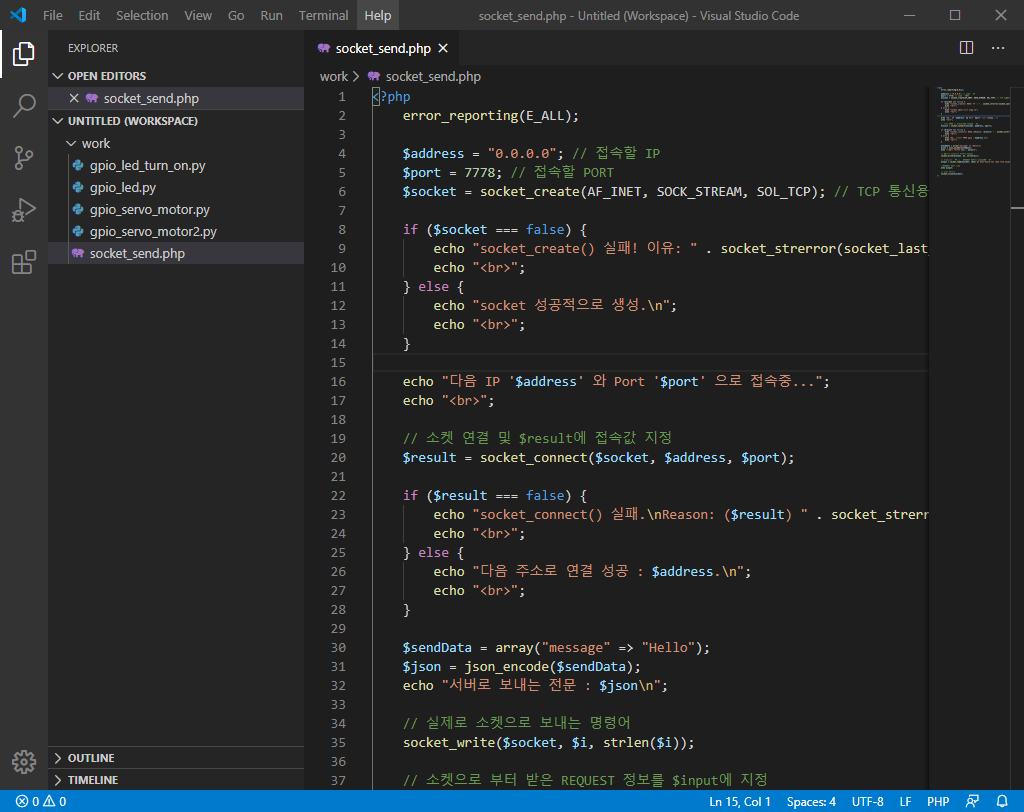 File Edit Selection View Go Run Terminal Help socket_send.php - Untitled (Workspace) - Visual Studio Code
EXPLORER
OPEN EDITORS
socket_send.php
UNTITLED (WORKSPACE)
work
gpio_led_turn_on.py
gpio_led.py
gpio_servo_motor.py
gpio_servo_motor2.py
socket_send.php
OUTLINE
TIMELINE
socket_send.php
work > socket_send.php
1 <?php
2 error_reporting(E_ALL);
3
4 $address = "0.0.0.0"; // 접속할 IP
5 $port = 7778; // 접속할 PORT
6 $socket = socket_create(AF_INET, SOCK_STREAM, SOL_TCP); // TCP 통신용
7
8 if ($socket === false) {
9 echo "socket_create() 실패! 이유: " . socket_strerror(socket_last_
10 echo "<br>";
11 } else {
12 echo "socket 성공적으로 생성.\n";
13 echo "<br>";
14 }
15
16 echo "다음 IP '$address' 와 Port '$port' 으로 접속중...";
17 echo "<br>";
18
19 // 소켓 연결 및 $result에 접속값 지정
20 $result = socket_connect($socket, $address, $port);
21
22 if ($result === false) {
23 echo "socket_connect() 실패.\nReason: ($result) " . socket_strerr
24 echo "<br>";
25 } else {
26 echo "다음 주소로 연결 성공 : $address.\n";
27 echo "<br>";
28 }
29
30 $sendData = array("message" => "Hello");
31 $json = json_encode($sendData);
32 echo "서버로 보내는 전문 : $json\n";
33
34 // 실제로 소켓으로 보내는 명령어
35 socket_write($socket, $i, strlen($i));
36
37 // 소켓으로 부터 받은 REQUEST 정보를 $input에 지정
0 0 Ln 15, Col 1 Spaces: 4 UTF-8 LF PHP